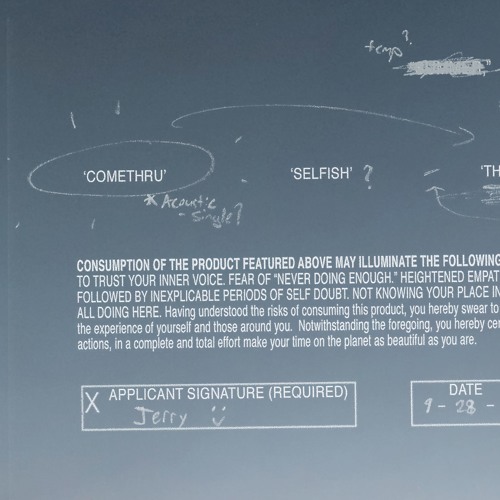 temp?
'COMETHRU'
'SELFISH' ?
'TH
* Acoustic
- single?
CONSUMPTION OF THE PRODUCT FEATURED ABOVE MAY ILLUMINATE THE FOLLOWING
TO TRUST YOUR INNER VOICE. FEAR OF "NEVER DOING ENOUGH." HEIGHTENED EMPAT
FOLLOWED BY INEXPLICABLE PERIODS OF SELF DOUBT. NOT KNOWING YOUR PLACE IN
ALL DOING HERE. Having understood the risks of consuming this product, you hereby swear to
the experience of yourself and those around you. Notwithstanding the foregoing, you hereby cer
actions, in a complete and total effort make your time on the planet as beautiful as you are.
X APPLICANT SIGNATURE (REQUIRED)
Jerry :)
DATE
9 - 28 -